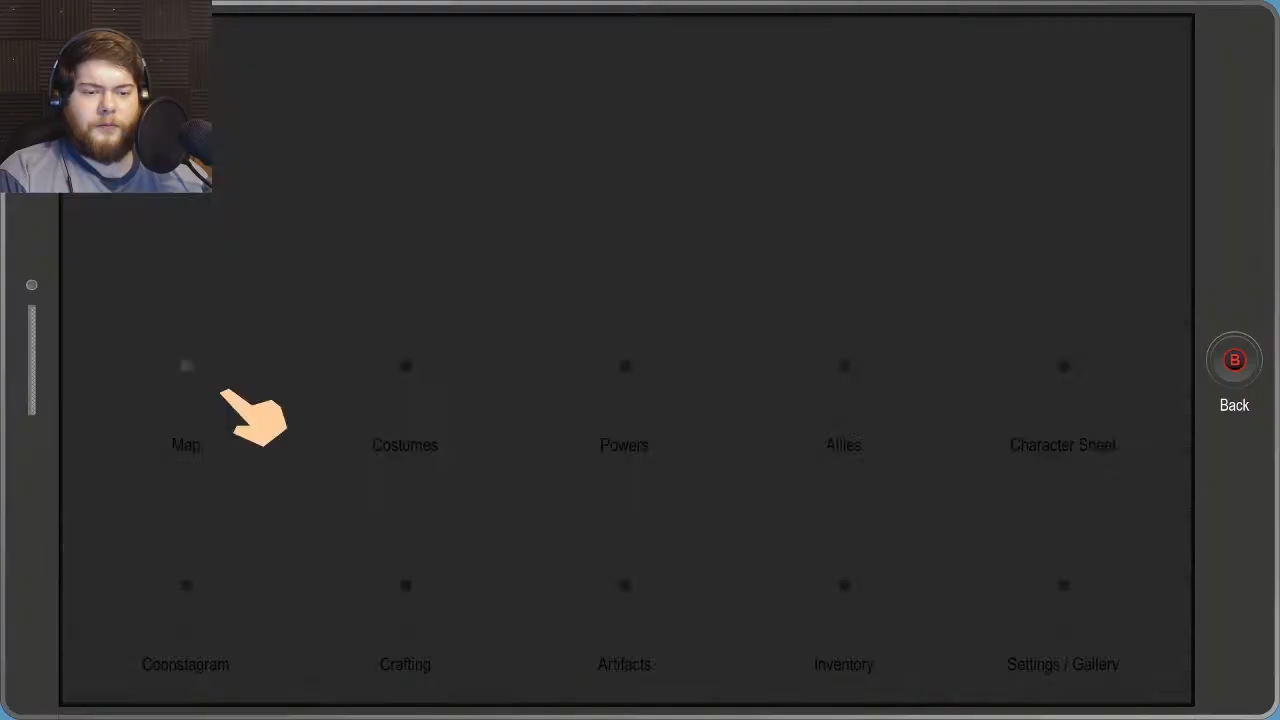 B
Back
Map
Costumes
Powers
Allies
Character Sheet
Coonstagram
Crafting
Artifacts
Inventory
Settings / Gallery